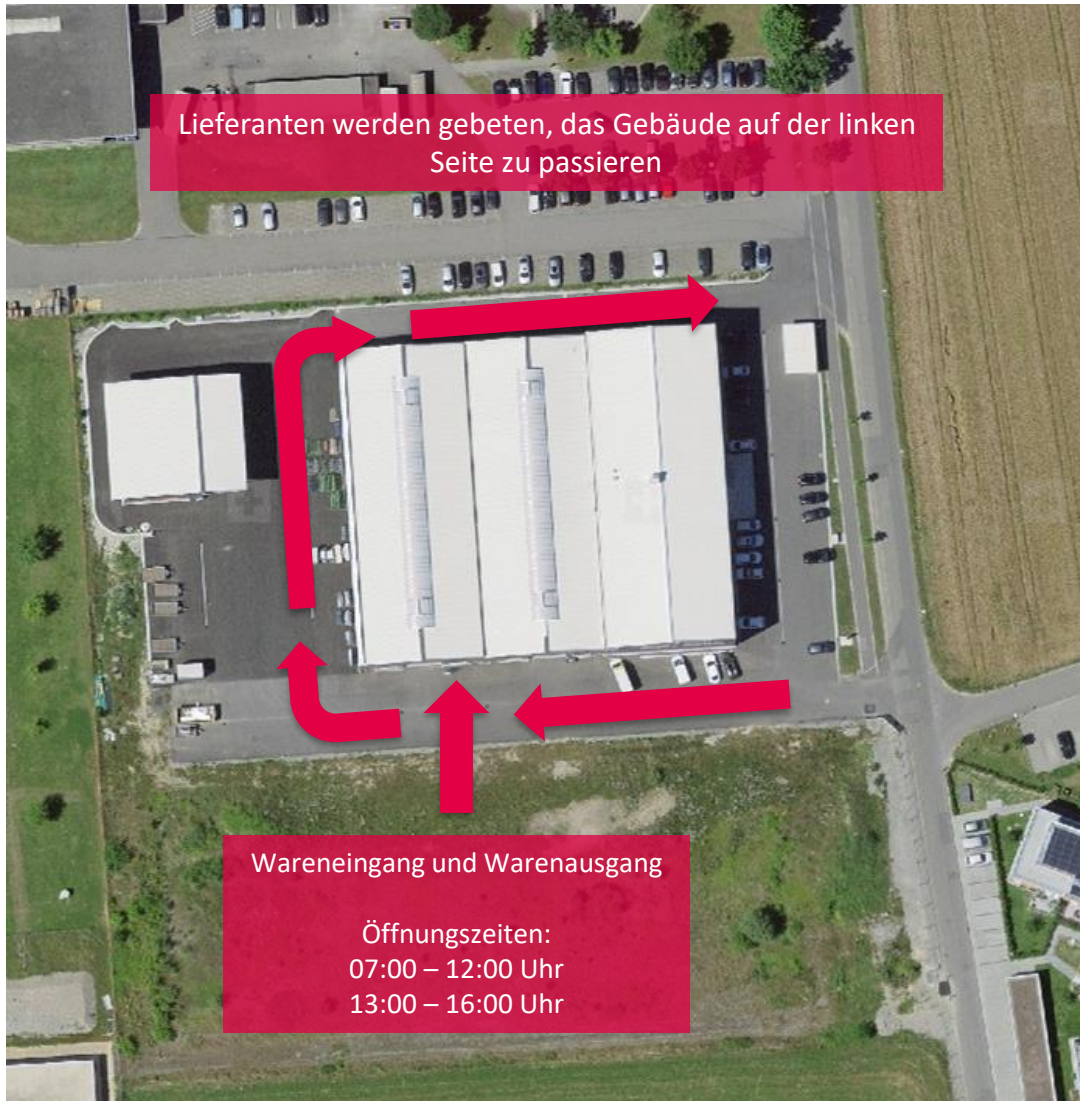 Lieferanten werden gebeten, das Gebäude auf der linken
Seite zu passieren
Wareneingang und Warenausgang
Öffnungszeiten:
07:00 – 12:00 Uhr
13:00 – 16:00 Uhr